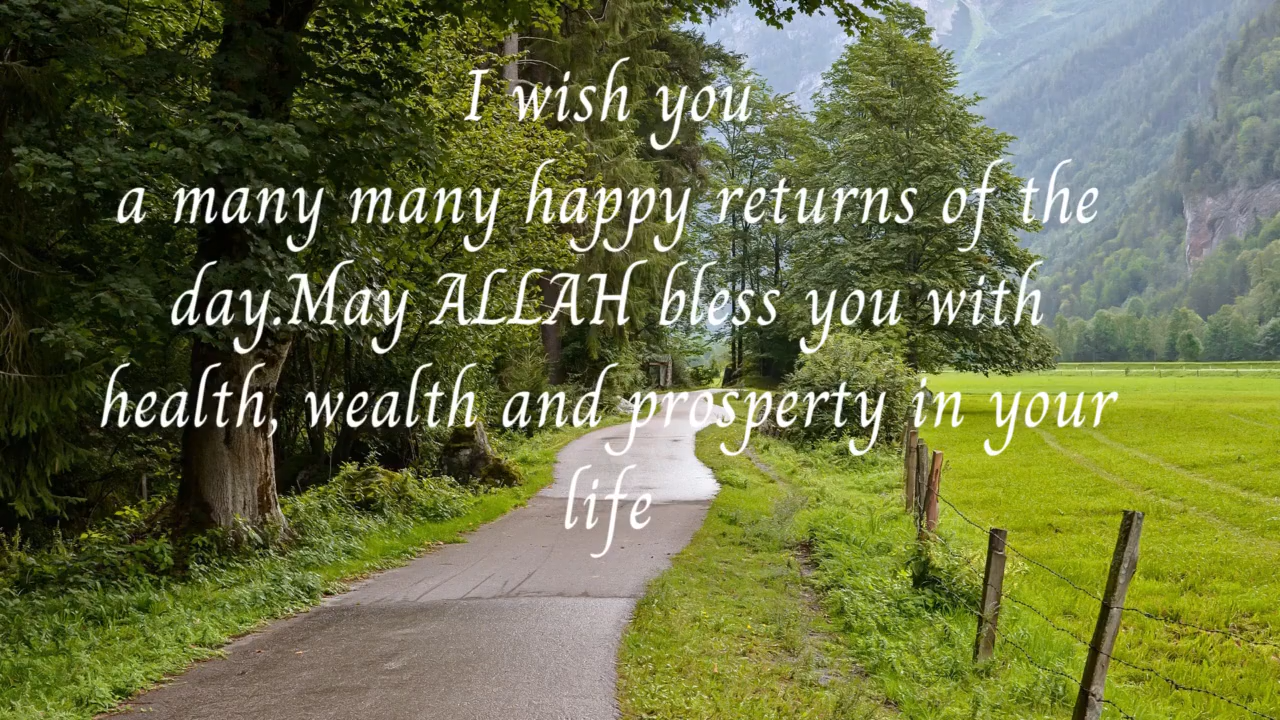 I wish you
a many many happy returns of the
day.May ALLAH bless you with
health, wealth and prosperty in your
life